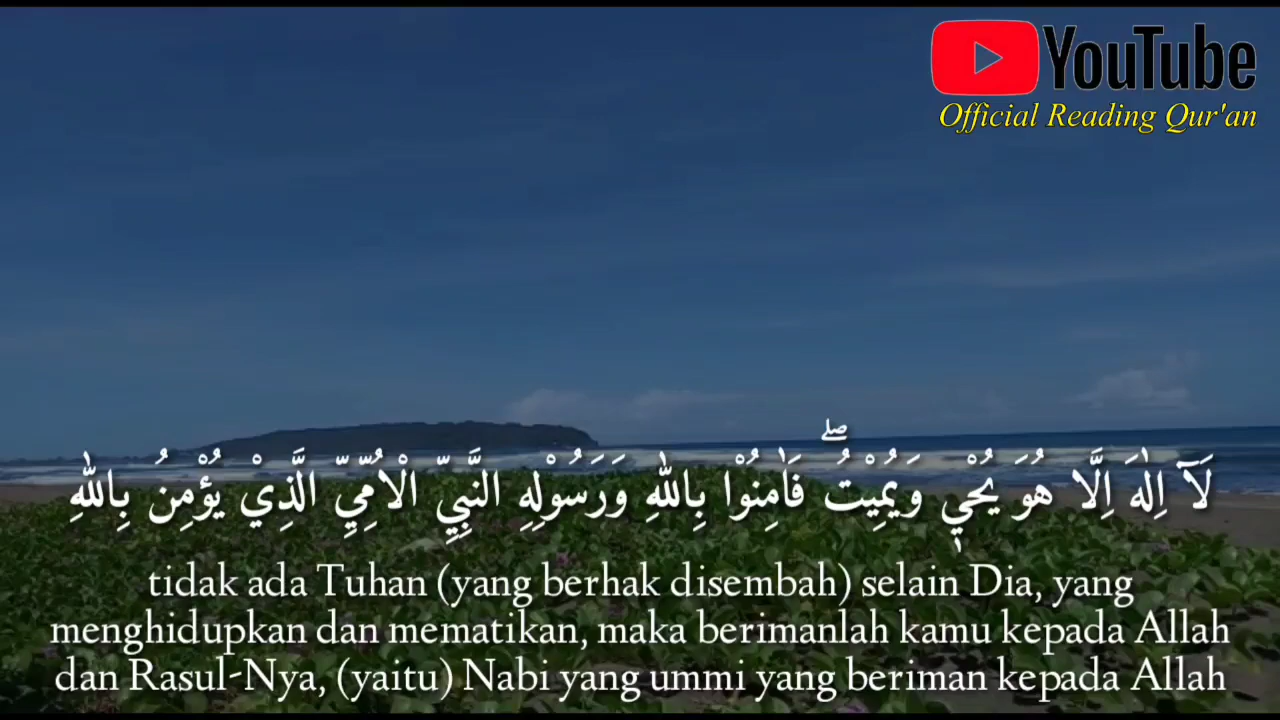 YouTube
Official Reading Qur'an
لَآ اِلٰهَ اِلَّا هُوَ يُحْيٖ وَيُمِيْتُۖ فَاٰمِنُوْا بِاللّٰهِ وَرَسُوْلِهِ النَّبِيِّ الْاُمِّيِّ الَّذِيْ يُؤْمِنُ بِاللّٰهِ
tidak ada Tuhan (yang berhak disembah) selain Dia, yang
menghidupkan dan mematikan, maka berimanlah kamu kepada Allah
dan Rasul-Nya, (yaitu) Nabi yang ummi yang beriman kepada Allah